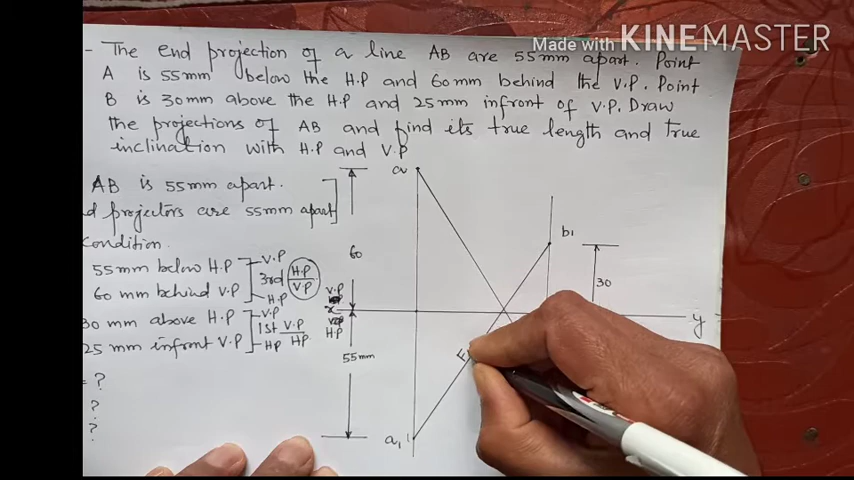 Made with KINEMASTER
- The end projection of a line AB are 55mm apart. Point
A is 55mm below the H.P and 60mm behind the V.P. Point
B is 30mm above the H.P and 25mm infront of V.P. Draw
the projections of AB and find its true length and true
inclination with H.P and V.P
AB is 55mm apart.
d projectors are 55mm apart
Condition.
55mm below H.P V.P
60 mm behind V.P H.P
3rd H.P
V.P
30 mm above H.P V.P
25 mm infront V.P HP
1st V.P
HP
= ?
?
?
a
60
V.P
x
H.P
55mm
a1'
b1
30
y
F